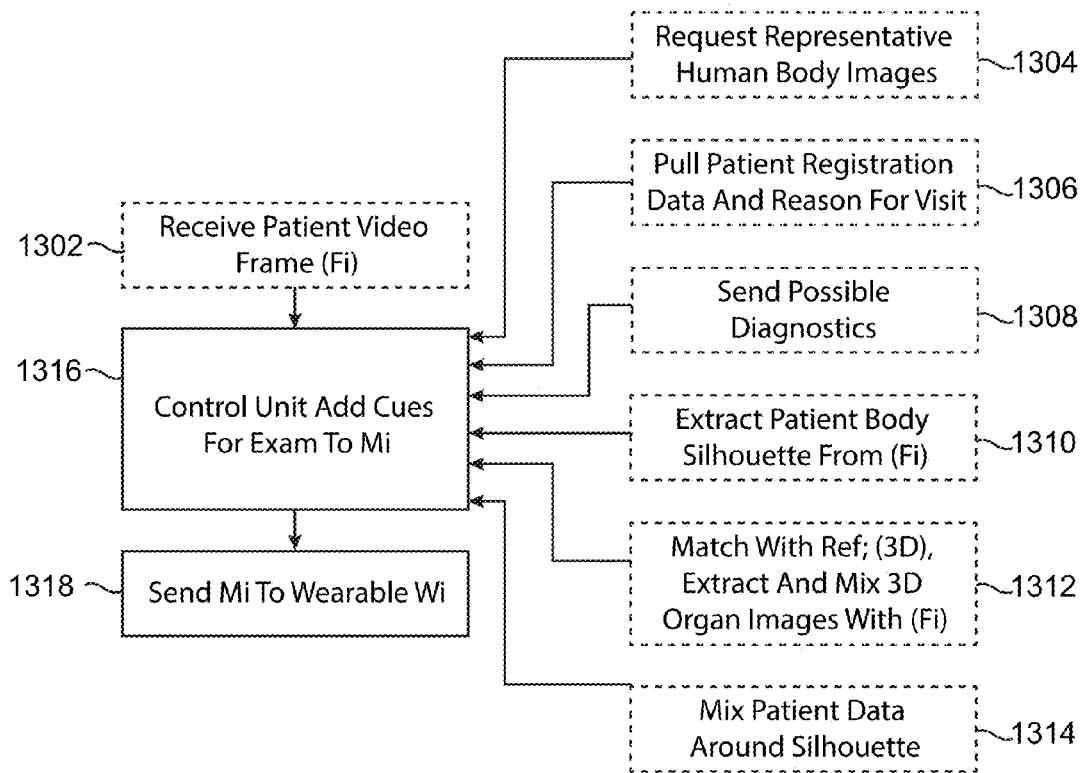 Request Representative
Human Body Images
1304
Pull Patient Registration
Data And Reason For Visit
1306
1302
Receive Patient Video
Frame (Fi)
Send Possible
Diagnostics
1308
1316
Control Unit Add Cues
For Exam To Mi
Extract Patient Body
Silhouette From (Fi)
1310
Match With Ref; (3D),
Extract And Mix 3D
Organ Images With (Fi)
1312
1318
Send Mi To Wearable Wi
Mix Patient Data
Around Silhouette
1314